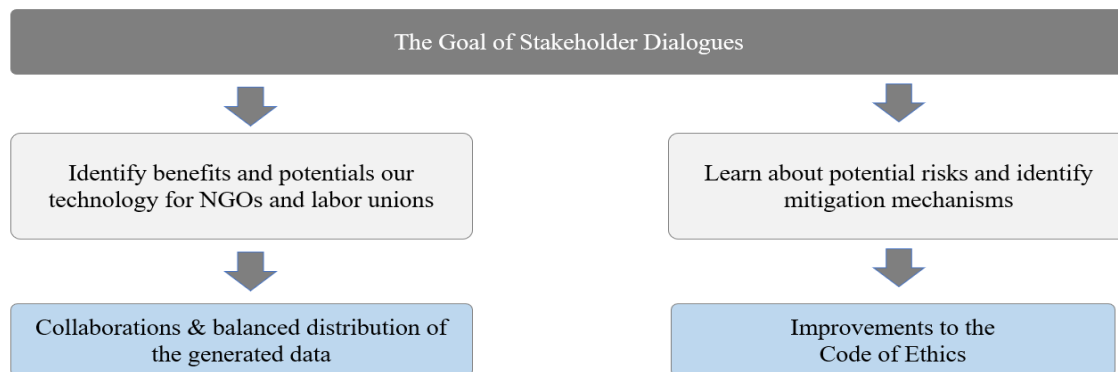 The Goal of Stakeholder Dialogues
Identify benefits and potentials our
technology for NGOs and labor unions
Learn about potential risks and identify
mitigation mechanisms
Collaborations & balanced distribution of
the generated data
Improvements to the
Code of Ethics